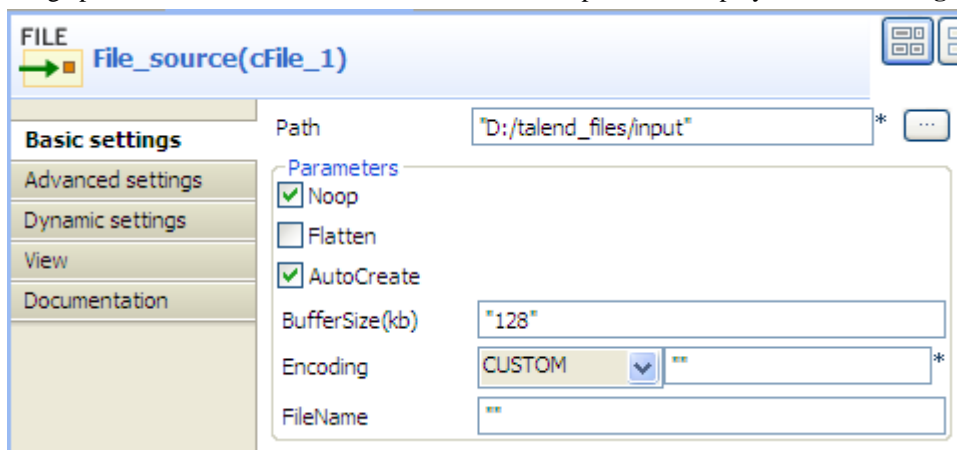 FILE
File_source(cFile_1)
Basic settings
Advanced settings
Dynamic settings
View
Documentation
Path "D:/talend_files/input" * ...
Parameters
Noop
Flatten
AutoCreate
BufferSize(kb) "128"
Encoding CUSTOM "" *
FileName ""